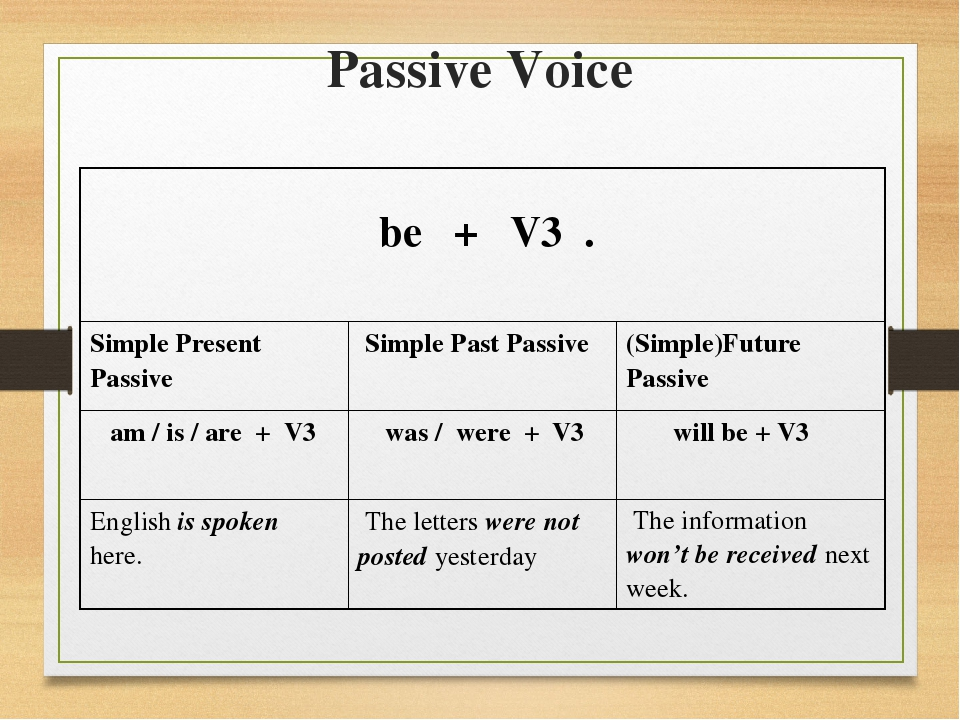 Passive Voice
be + V3 .
Simple Present
Passive
Simple Past Passive
(Simple)Future
Passive
am / is / are + V3
was / were + V3
will be + V3
English is spoken
here.
The letters were not
posted yesterday
The information
won’t be received next
week.